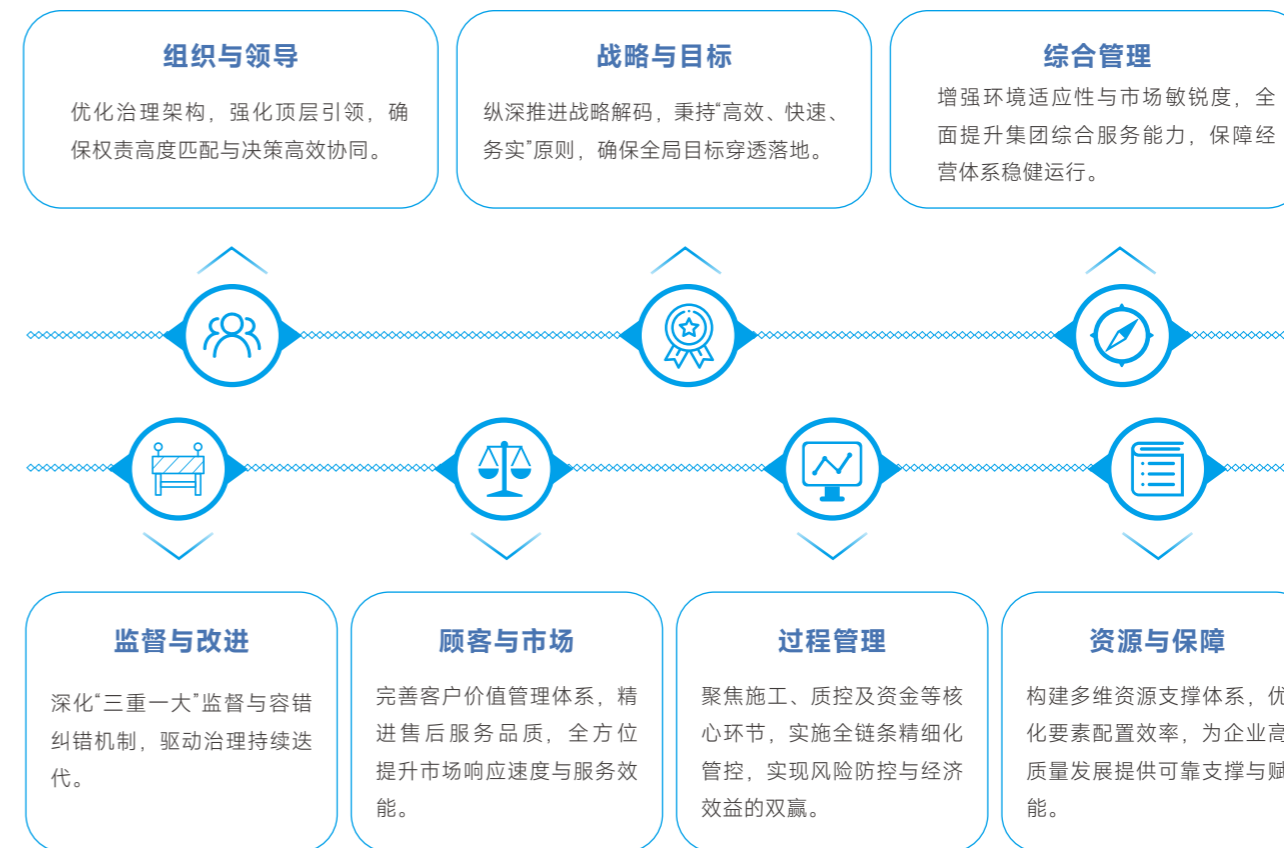 组织与领导
优化治理架构，强化顶层引领，确
保权责高度匹配与决策高效协同。
战略与目标
纵深推进战略解码，秉持“高效、快速、
务实”原则，确保全局目标穿透落地。
综合管理
增强环境适应性与市场敏锐度，全
面提升集团综合服务能力，保障经
营体系稳健运行。
监督与改进
深化“三重一大”监督与容错
纠错机制，驱动治理持续迭
代。
顾客与市场
完善客户价值管理体系，精
进售后服务品质，全方位
提升市场响应速度与服务效
能。
过程管理
聚焦施工、质控及资金等核
心环节，实施全链条精细化
管控，实现风险防控与经济
效益的双赢。
资源与保障
构建多维资源支撑体系，优
化要素配置效率，为企业高
质量发展提供可靠支撑与赋
能。